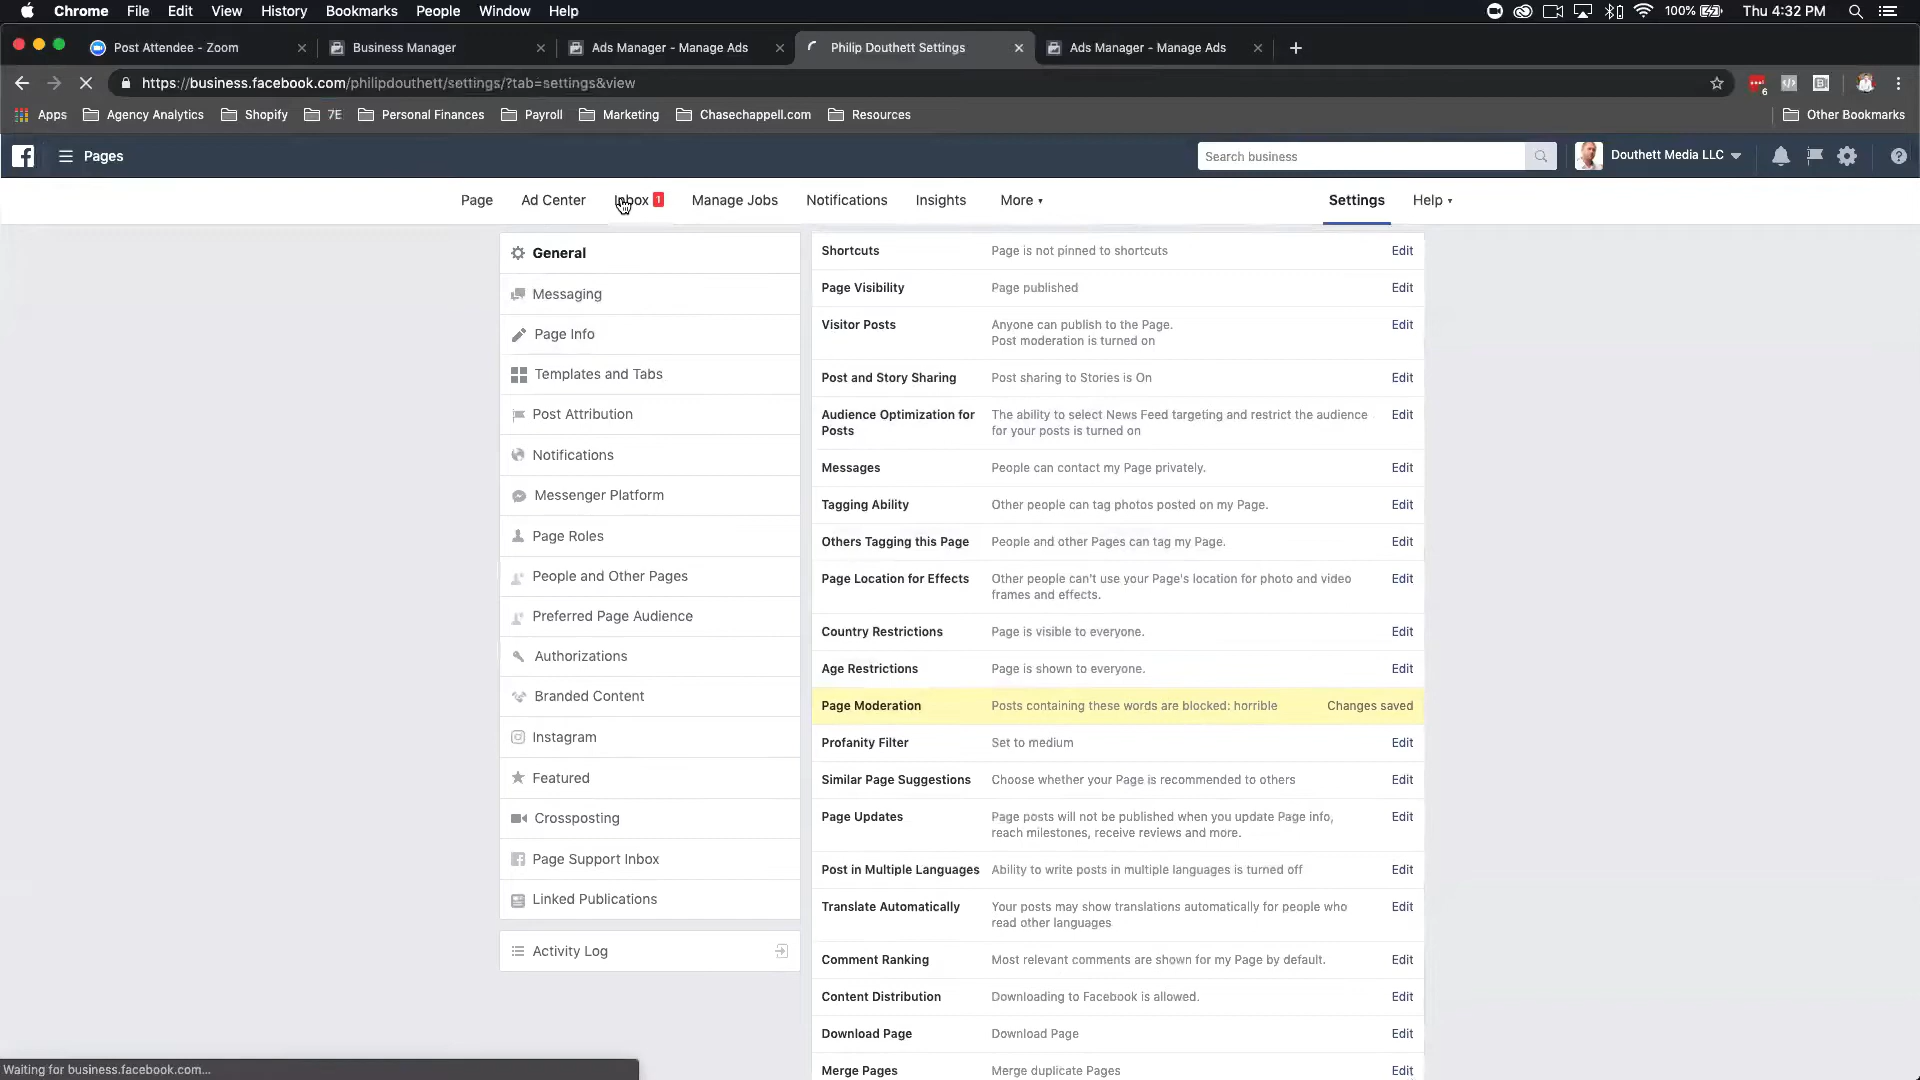 Chrome File Edit View History Bookmarks People Window Help 100% Thu 4:32 PM
Post Attendee - Zoom Business Manager Ads Manager - Manage Ads Philip Douthett Settings Ads Manager - Manage Ads
https://business.facebook.com/philipdouthett/settings/?tab=settings&view 6
Apps Agency Analytics Shopify 7E Personal Finances Payroll Marketing Chasechappell.com Resources Other Bookmarks
Pages Search business Douthett Media LLC
Page Ad Center Inbox 1 Manage Jobs Notifications Insights More Settings Help
General
Messaging
Page Info
Templates and Tabs
Post Attribution
Notifications
Messenger Platform
Page Roles
People and Other Pages
Preferred Page Audience
Authorizations
Branded Content
Instagram
Featured
Crossposting
Page Support Inbox
Linked Publications
Activity Log
Shortcuts Page is not pinned to shortcuts Edit
Page Visibility Page published Edit
Visitor Posts Anyone can publish to the Page. Edit
Post moderation is turned on
Post and Story Sharing Post sharing to Stories is On Edit
Audience Optimization for The ability to select News Feed targeting and restrict the audience Edit
Posts for your posts is turned on
Messages People can contact my Page privately. Edit
Tagging Ability Other people can tag photos posted on my Page. Edit
Others Tagging this Page People and other Pages can tag my Page. Edit
Page Location for Effects Other people can't use your Page's location for photo and video Edit
frames and effects.
Country Restrictions Page is visible to everyone. Edit
Age Restrictions Page is shown to everyone. Edit
Page Moderation Posts containing these words are blocked: horrible Changes saved
Profanity Filter Set to medium Edit
Similar Page Suggestions Choose whether your Page is recommended to others Edit
Page Updates Page posts will not be published when you update Page info, Edit
reach milestones, receive reviews and more.
Post in Multiple Languages Ability to write posts in multiple languages is turned off Edit
Translate Automatically Your posts may show translations automatically for people who Edit
read other languages
Comment Ranking Most relevant comments are shown for my Page by default. Edit
Content Distribution Downloading to Facebook is allowed. Edit
Download Page Download Page Edit
Merge Pages Merge duplicate Pages Edit
Waiting for business.facebook.com...